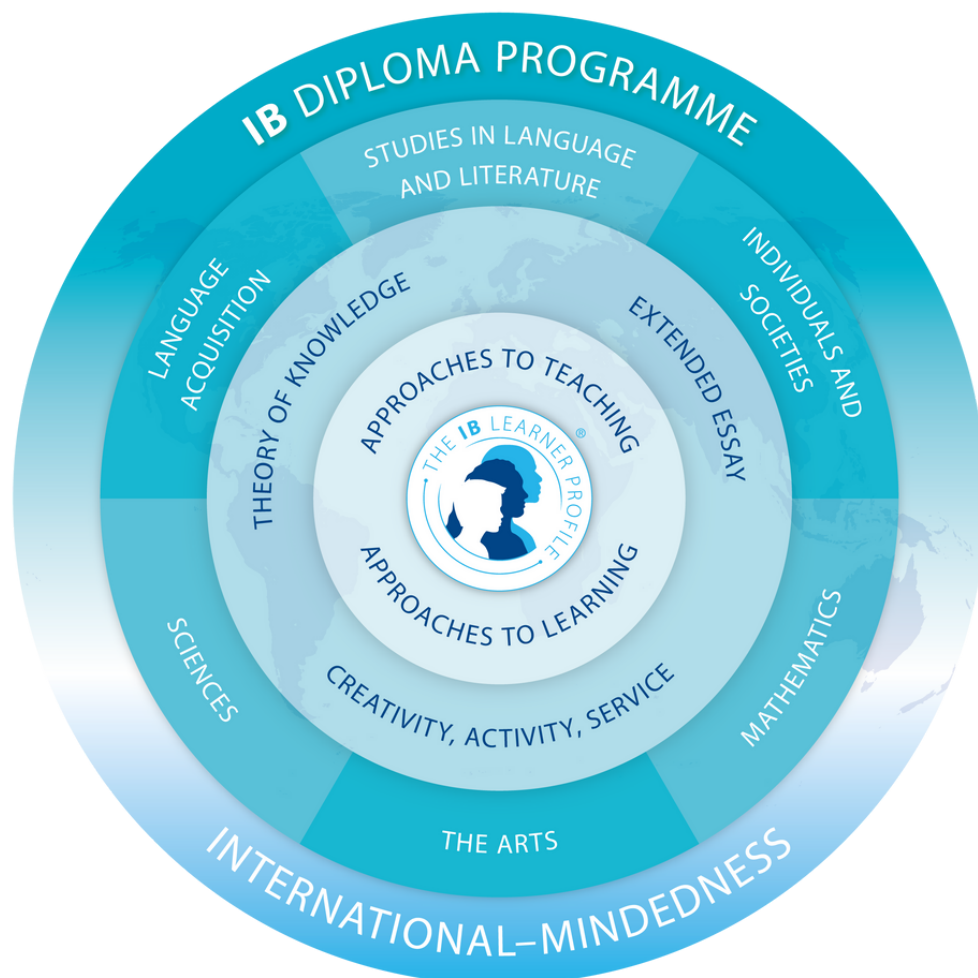 IB DIPLOMA PROGRAMME
STUDIES IN LANGUAGE
AND LITERATURE
LANGUAGE
ACQUISITION
INDIVIDUALS AND
SOCIETIES
THEORY OF KNOWLEDGE
EXTENDED ESSAY
APPROACHES TO TEACHING
THE IB LEARNER PROFILE
®
APPROACHES TO LEARNING
CREATIVITY, ACTIVITY, SERVICE
SCIENCES
MATHEMATICS
THE ARTS
INTERNATIONAL–MINDEDNESS